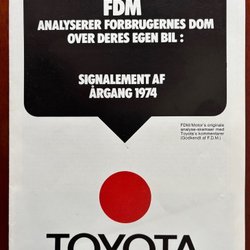 FDM
ANALYSERER FORBRUGERNES DOM
OVER DERES EGEN BIL :
SIGNALEMENT AF
ÅRGANG 1974
FDM/Motor's originale
analyse-skemaer med
Toyota's kommentarer
(Godkendt af F.D.M.)
TOYOTA